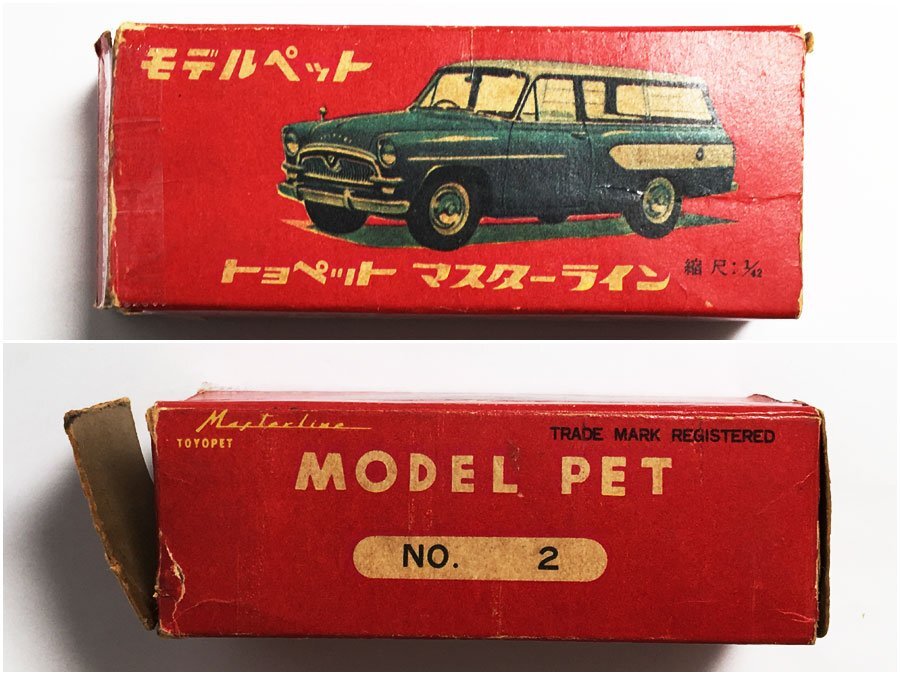 モデルペット
トヨペット マスターライン 縮尺:1/42
Masterline
TOYOPET
TRADE MARK REGISTERED
MODEL PET
NO. 2